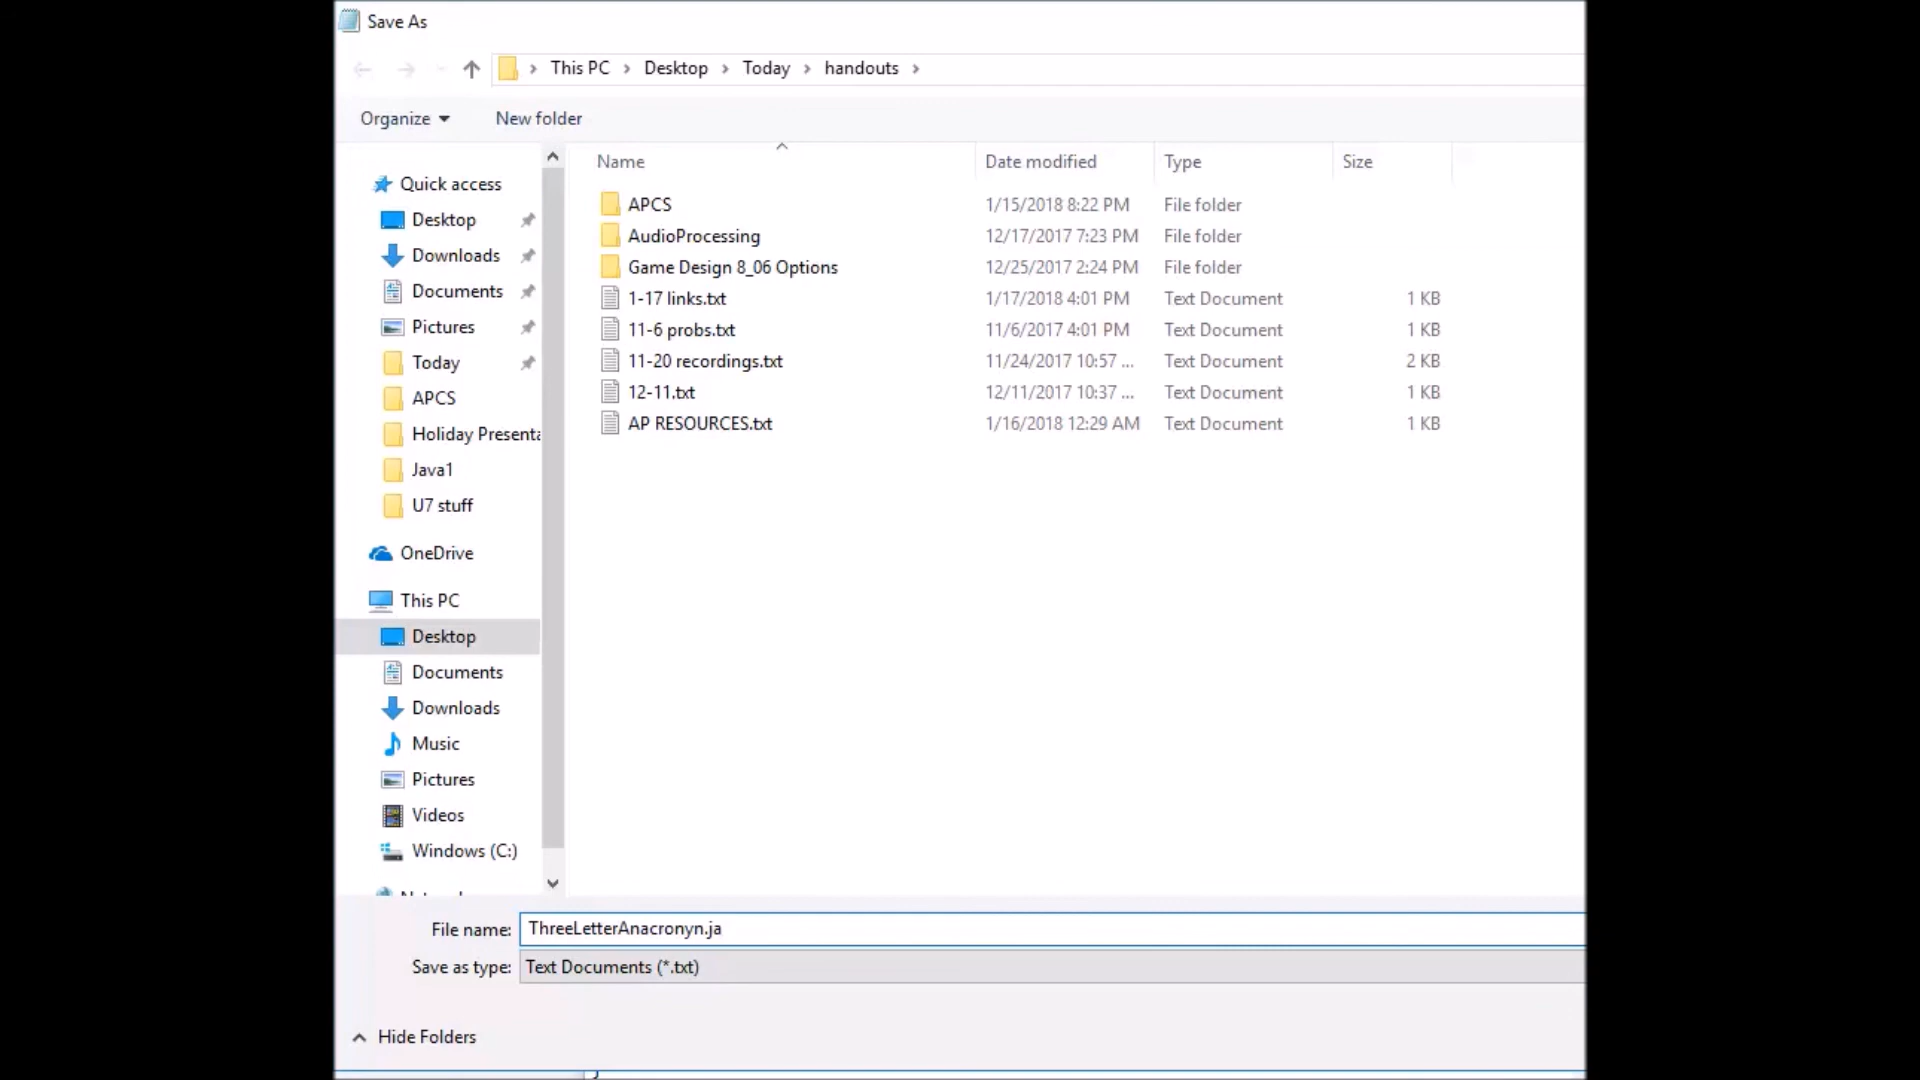 Save As
This PC > Desktop > Today > handouts >
Organize New folder
Name Date modified Type Size
Quick access
Desktop
Downloads
Documents
Pictures
Today
APCS
Holiday Presenta
Java1
U7 stuff
OneDrive
This PC
Desktop
Documents
Downloads
Music
Pictures
Videos
Windows (C:)
APCS 1/15/2018 8:22 PM File folder
AudioProcessing 12/17/2017 7:23 PM File folder
Game Design 8_06 Options 12/25/2017 2:24 PM File folder
1-17 links.txt 1/17/2018 4:01 PM Text Document 1 KB
11-6 probs.txt 11/6/2017 4:01 PM Text Document 1 KB
11-20 recordings.txt 11/24/2017 10:57 ... Text Document 2 KB
12-11.txt 12/11/2017 10:37 ... Text Document 1 KB
AP RESOURCES.txt 1/16/2018 12:29 AM Text Document 1 KB
File name: ThreeLetterAnacronyn.ja
Save as type: Text Documents (*.txt)
Hide Folders